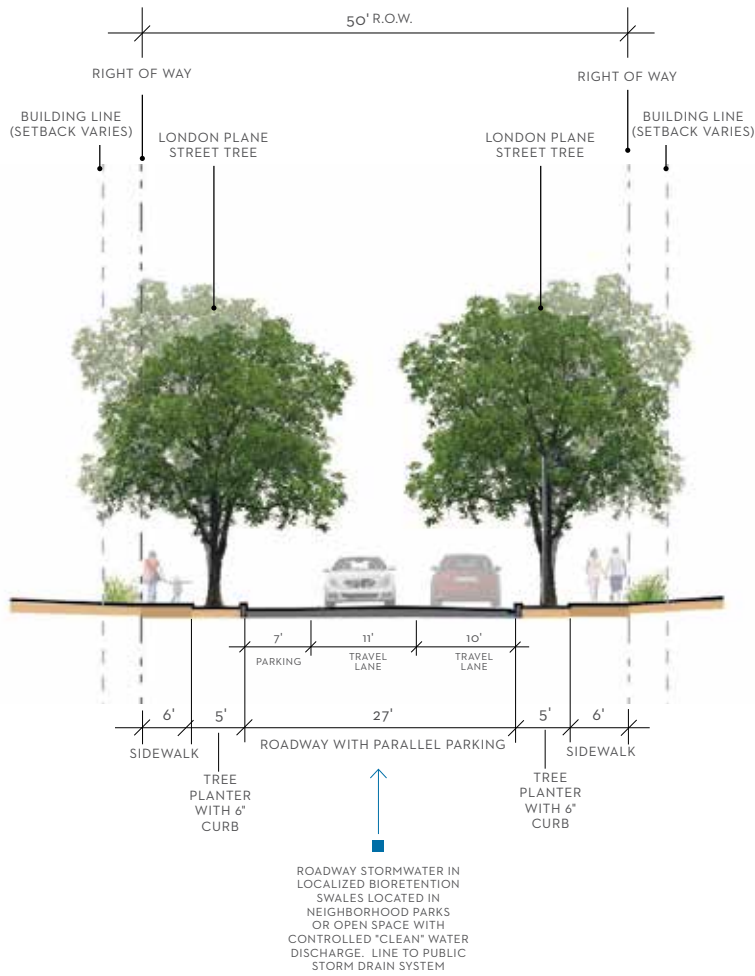 50' R.O.W.
RIGHT OF WAY
RIGHT OF WAY
BUILDING LINE
(SETBACK VARIES)
LONDON PLANE
STREET TREE
LONDON PLANE
STREET TREE
BUILDING LINE
(SETBACK VARIES)
7'
11'
10'
PARKING
TRAVEL
LANE
TRAVEL
LANE
6'
5'
27'
5'
6'
SIDEWALK
ROADWAY WITH PARALLEL PARKING
SIDEWALK
TREE
PLANTER
WITH 6"
CURB
TREE
PLANTER
WITH 6"
CURB
ROADWAY STORMWATER IN
LOCALIZED BIORETENTION
SWALES LOCATED IN
NEIGHBORHOOD PARKS
OR OPEN SPACE WITH
CONTROLLED "CLEAN" WATER
DISCHARGE. LINE TO PUBLIC
STORM DRAIN SYSTEM